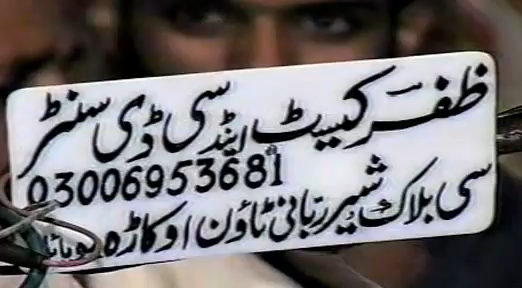 ظفر کیسٹ اینڈ سی ڈی سنٹر
03006953681
سی بلاک شیر ربانی ٹاؤن اوکاڑہ